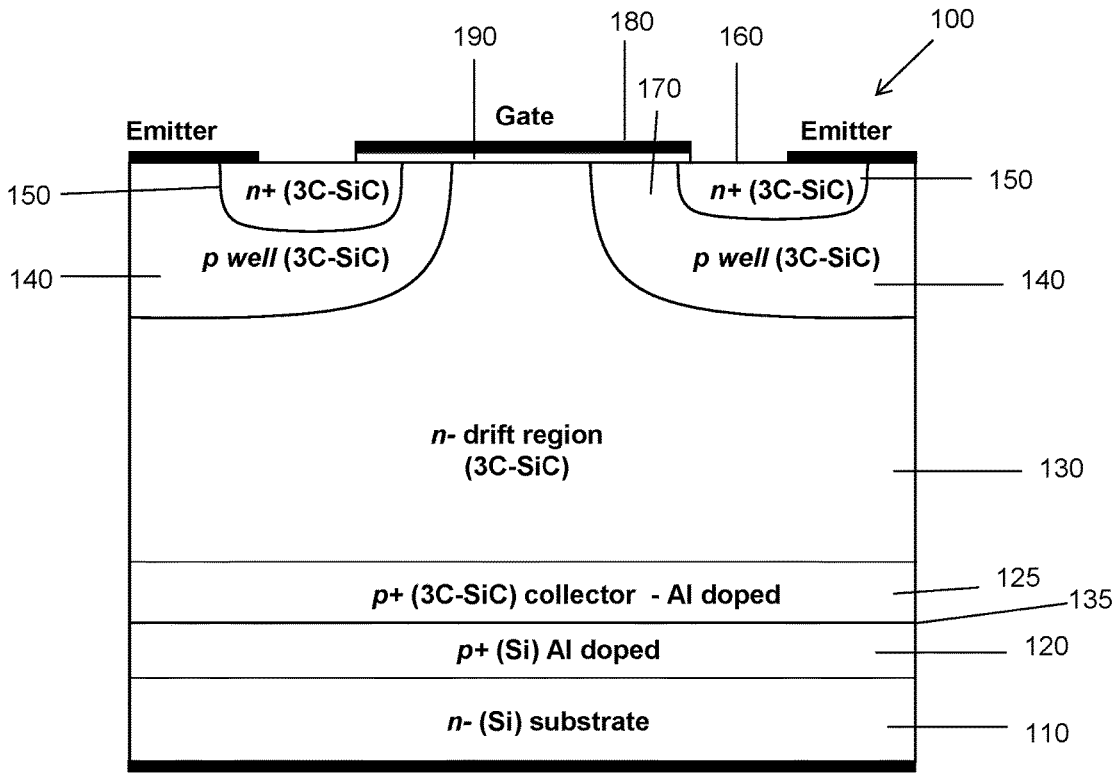 190
180
160
100
170
Gate
Emitter
Emitter
150
n+ (3C-SiC)
n+ (3C-SiC)
150
p well (3C-SiC)
p well (3C-SiC)
140
140
n- drift region
(3C-SiC)
130
p+ (3C-SiC) collector - Al doped
125
135
p+ (Si) Al doped
120
n- (Si) substrate
110